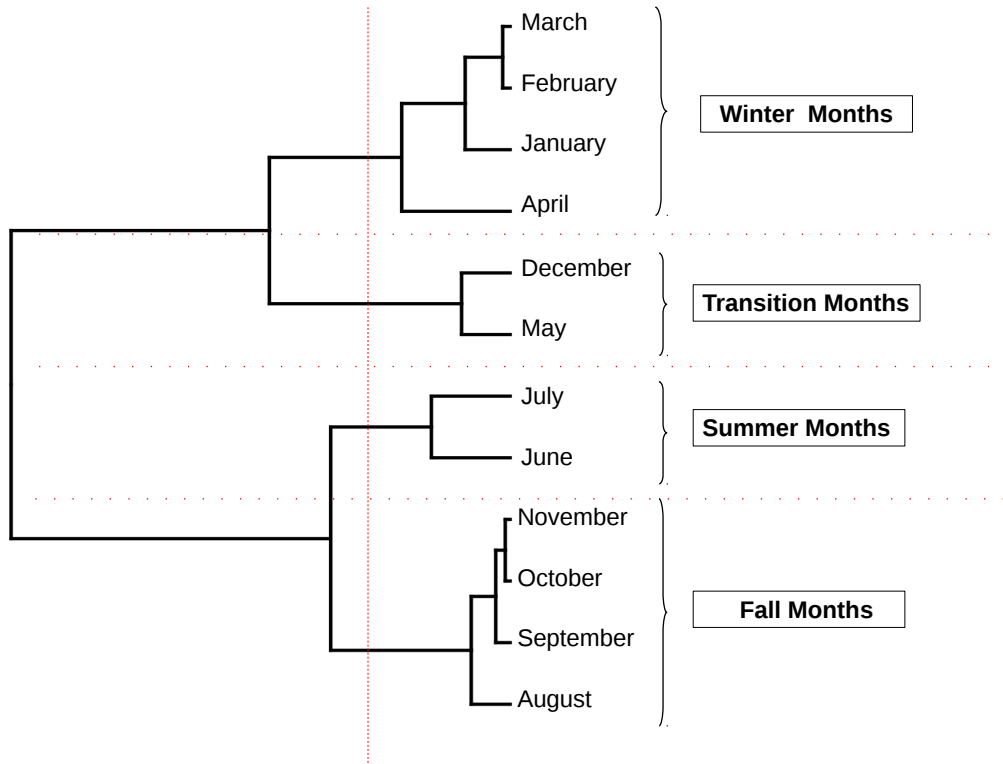 March
February
January
April
Winter Months
December
May
Transition Months
July
June
Summer Months
November
October
September
August
Fall Months